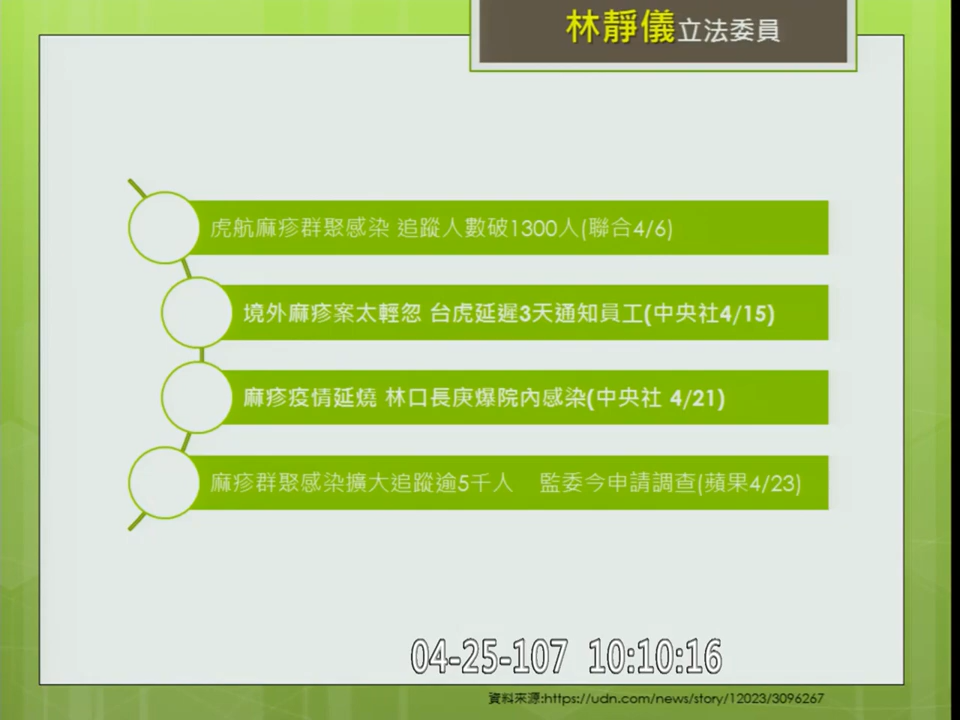 林靜儀立法委員
虎航麻疹群聚感染 追蹤人數破1300人(聯合4/6)
境外麻疹案太輕忽 台虎延遲3天通知員工(中央社4/15)
麻疹疫情延燒 林口長庚爆院內感染(中央社 4/21)
麻疹群聚感染擴大追蹤逾5千人　監委今申請調查(蘋果4/23)
04-25-107 10:10:16
資料來源:https://udn.com/news/story/12023/3096267